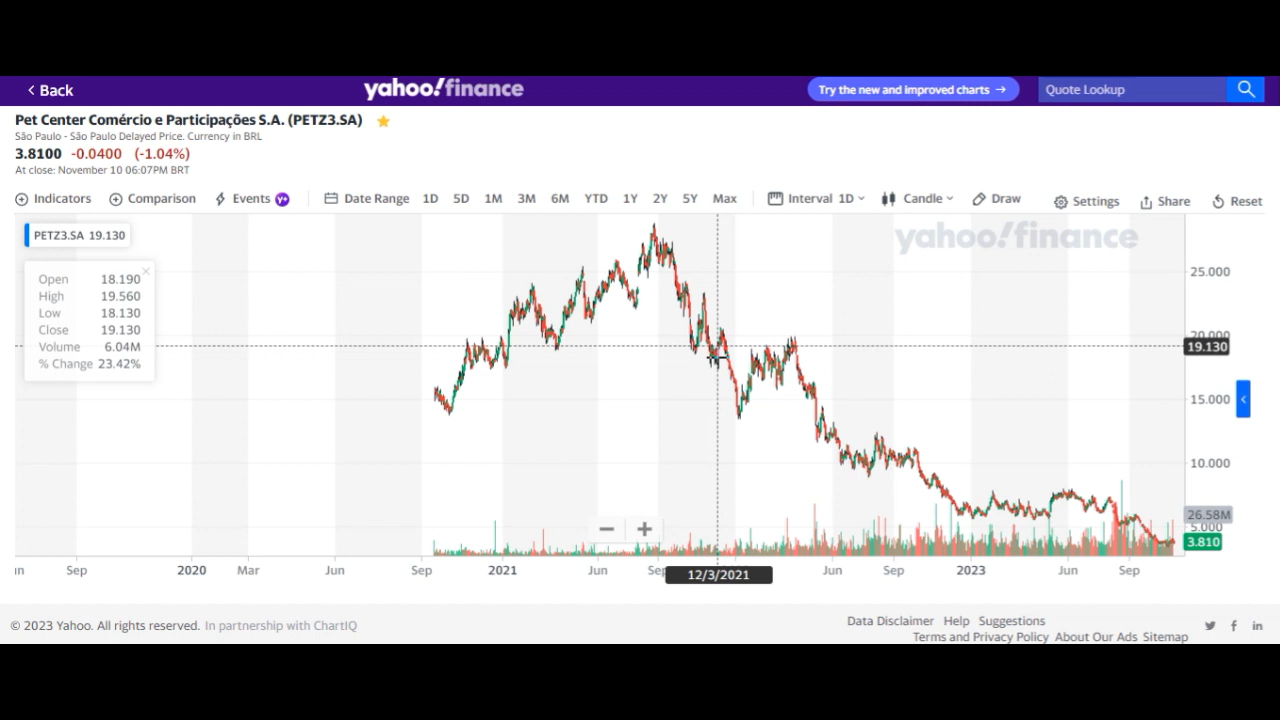 Back
yahoo!finance
Try the new and improved charts →
Quote Lookup
Pet Center Comércio e Participações S.A. (PETZ3.SA)
São Paulo - São Paulo Delayed Price. Currency in BRL
3.8100 -0.0400 (-1.04%)
At close: November 10 06:07PM BRT
Indicators Comparison Events Y+ Date Range 1D 5D 1M 3M 6M YTD 1Y 2Y 5Y Max Interval 1D Candle Draw Settings Share Reset
PETZ3.SA 19.130
yahoo!finance
Open 18.190
High 19.560
Low 18.130
Close 19.130
Volume 6.04M
% Change 23.42%
25.000
20.000
19.130
15.000
10.000
26.58M
5.000
3.810
Sep 2020 Mar Jun Sep 2021 Jun Sep 12/3/2021 Jun Sep 2023 Jun Sep
© 2023 Yahoo. All rights reserved. In partnership with ChartIQ
Data Disclaimer Help Suggestions
Terms and Privacy Policy About Our Ads Sitemap